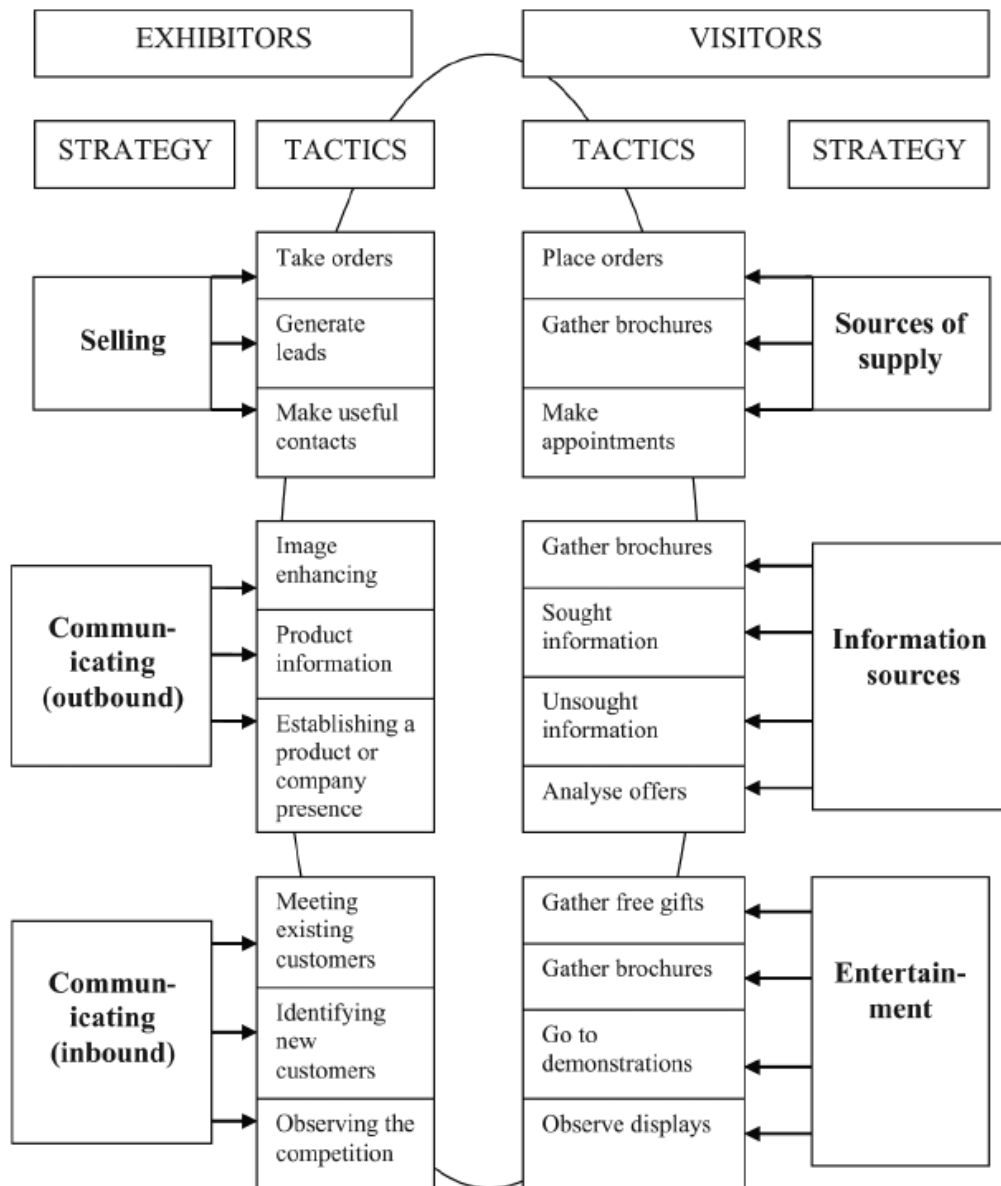 EXHIBITORS
VISITORS
STRATEGY
TACTICS
TACTICS
STRATEGY
Selling
Take orders
Generate
leads
Make useful
contacts
Place orders
Gather brochures
Make
appointments
Sources of
supply
Commun-
icating
(outbound)
Image
enhancing
Product
information
Establishing a
product or
company
presence
Gather brochures
Sought
information
Unsought
information
Analyse offers
Information
sources
Commun-
icating
(inbound)
Meeting
existing
customers
Identifying
new
customers
Observing the
competition
Gather free gifts
Gather brochures
Go to
demonstrations
Observe displays
Entertain-
ment